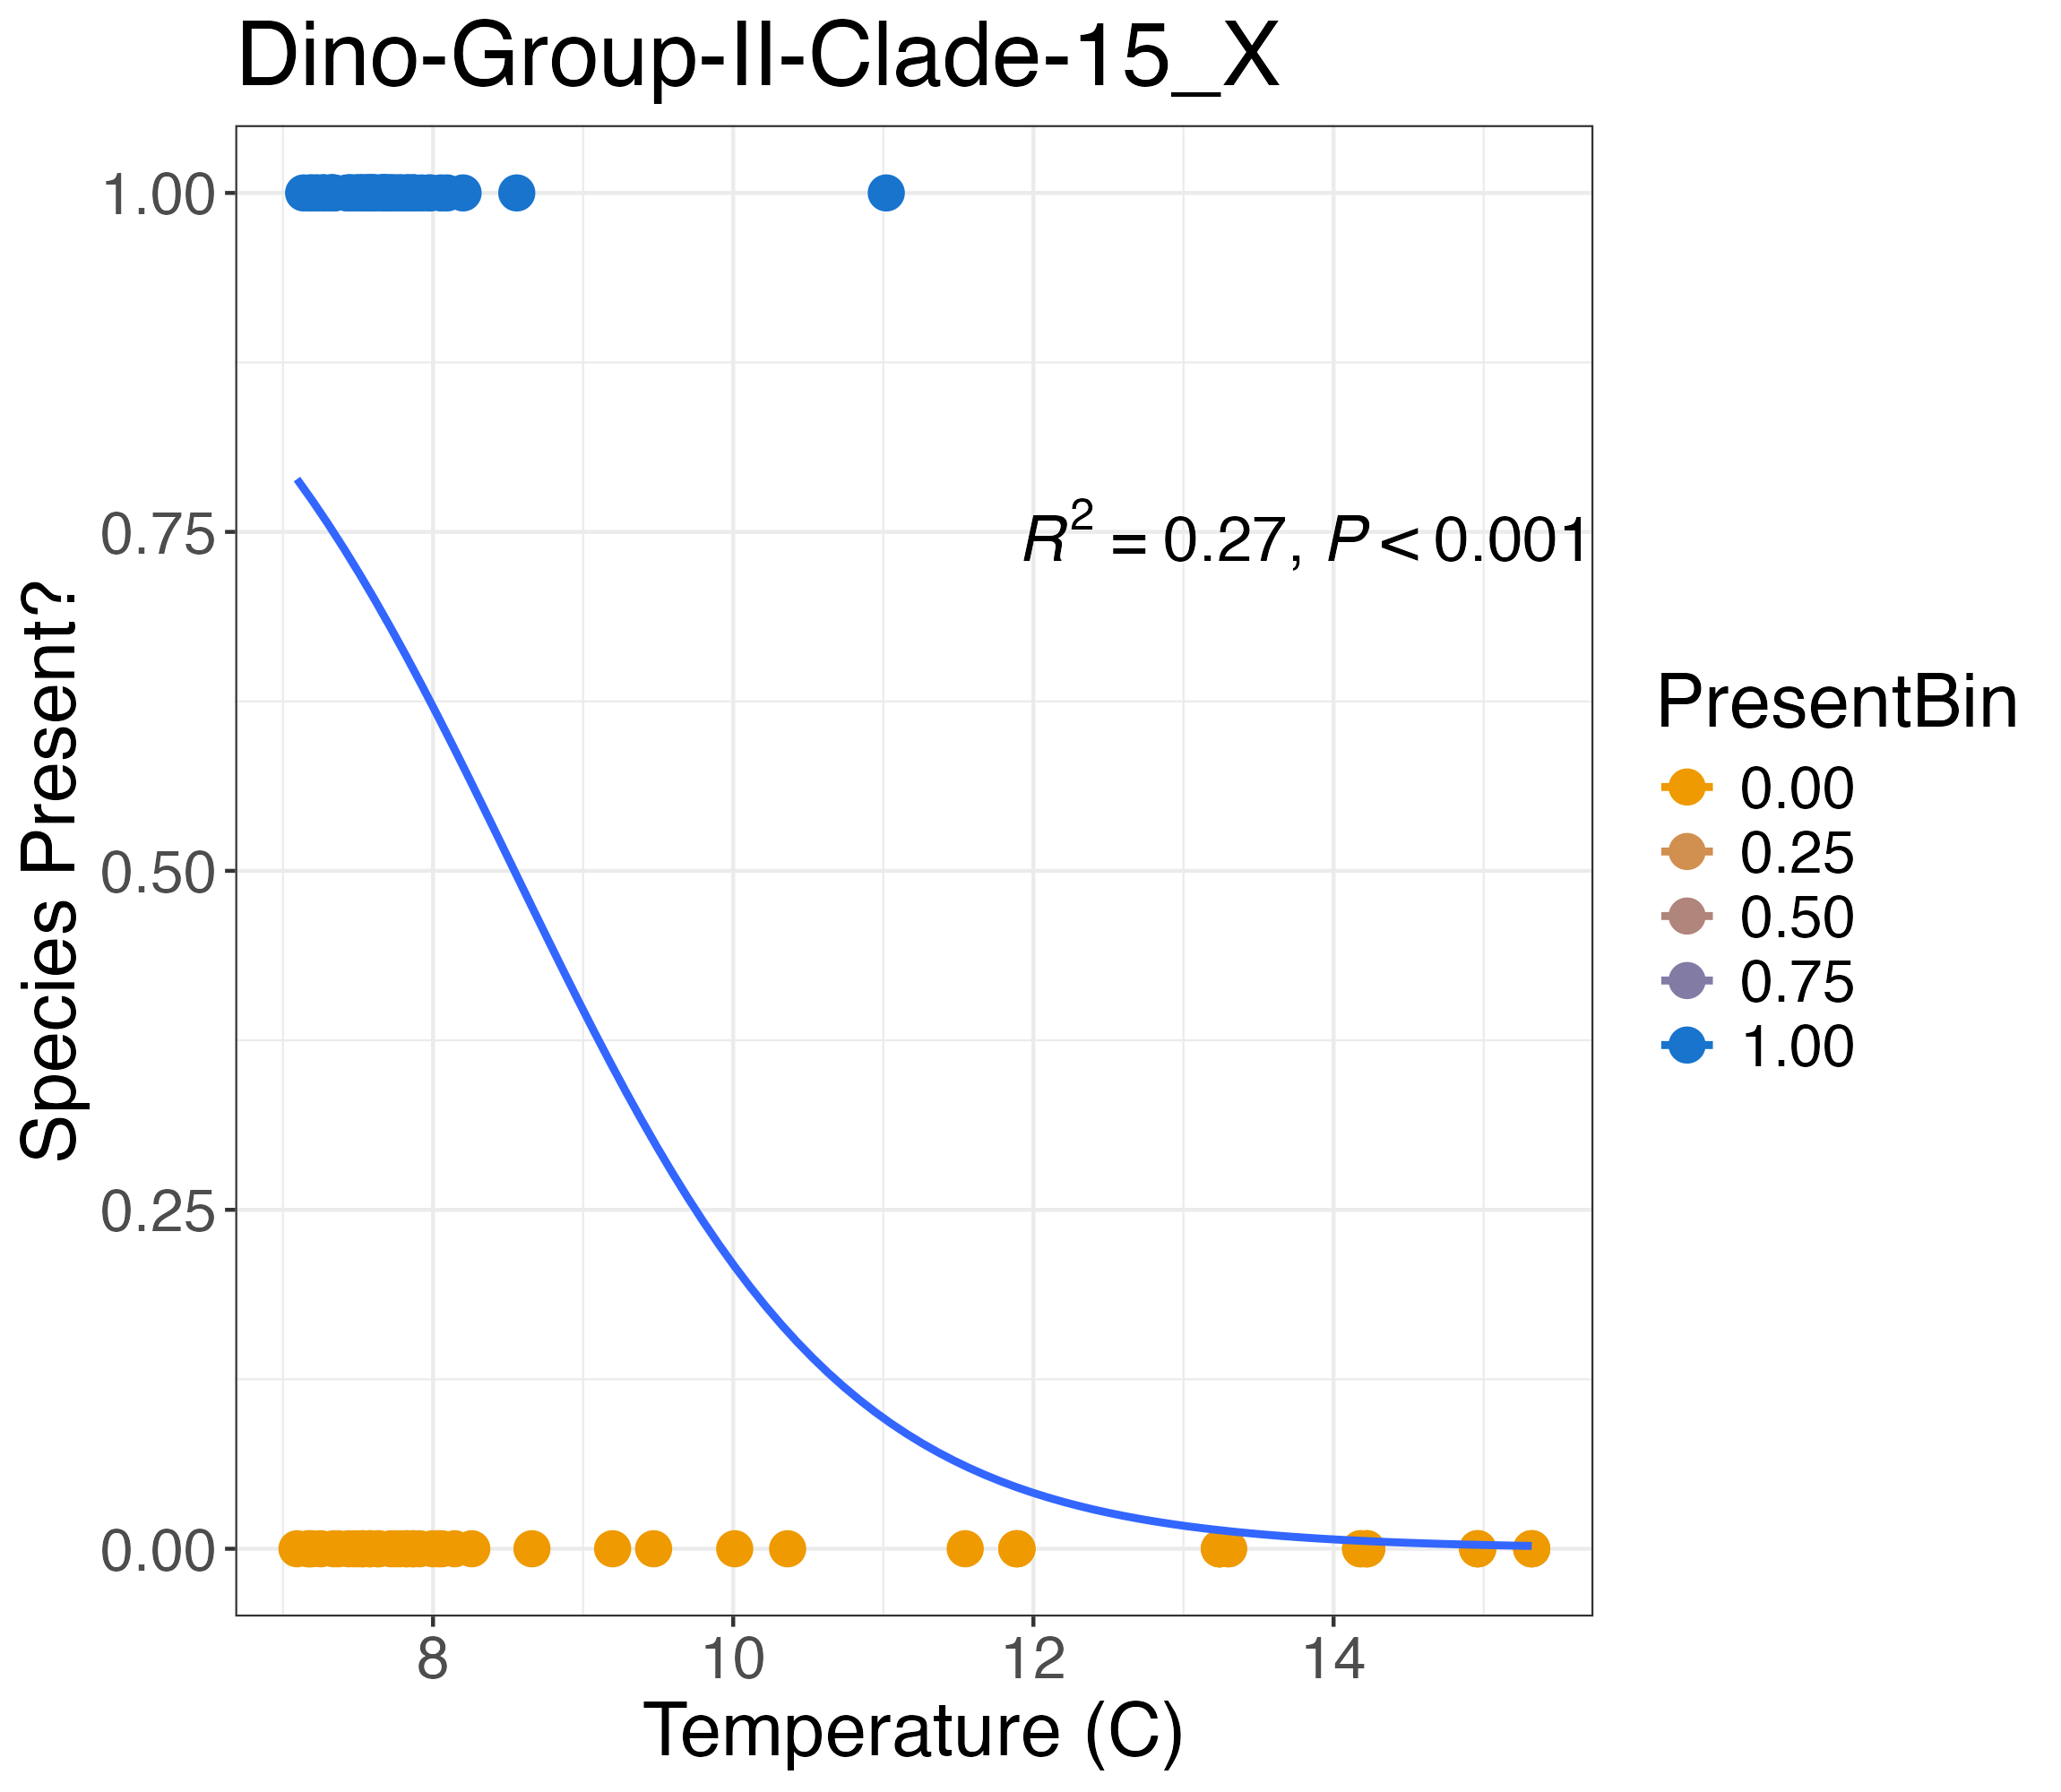 Dino-Group-II-Clade-15_X
1.00
0.75
0.50
0.25
0.00
Species Present?
R² = 0.27, P < 0.001
8 10 12 14
Temperature (C)
PresentBin
0.00
0.25
0.50
0.75
1.00